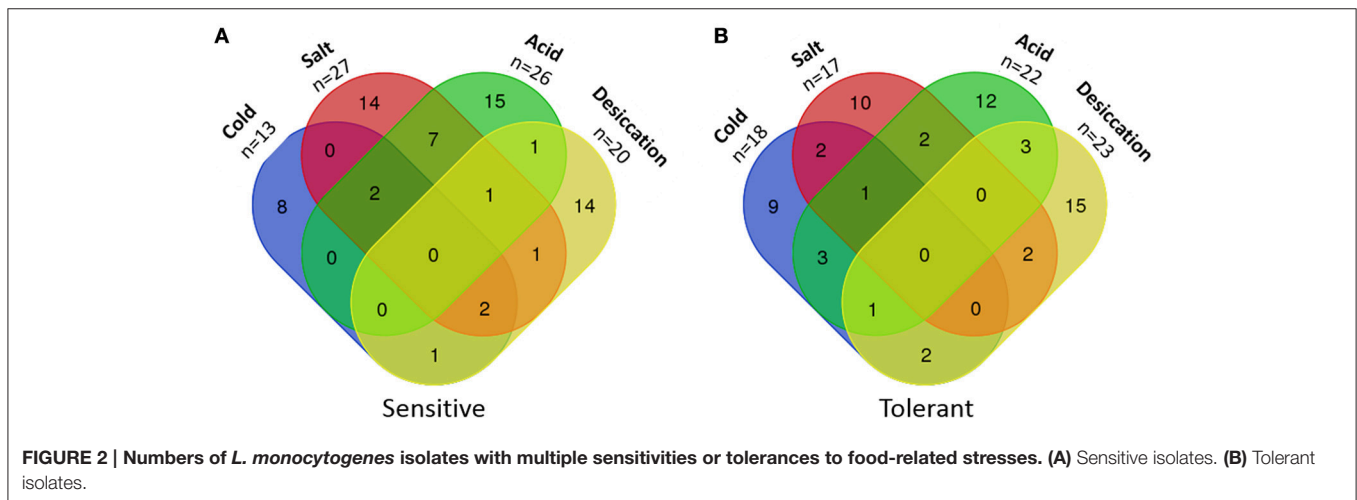 A
Cold
n=13
Salt
n=27
Acid
n=26
Desiccation
n=20
14
15
0
7
1
8
2
1
14
0
0
1
0
2
1
Sensitive
B
Cold
n=18
Salt
n=17
Acid
n=22
Desiccation
n=23
10
12
2
2
3
9
1
0
15
3
0
2
1
0
2
Tolerant
FIGURE 2 | Numbers of L. monocytogenes isolates with multiple sensitivities or tolerances to food-related stresses. (A) Sensitive isolates. (B) Tolerant
isolates.